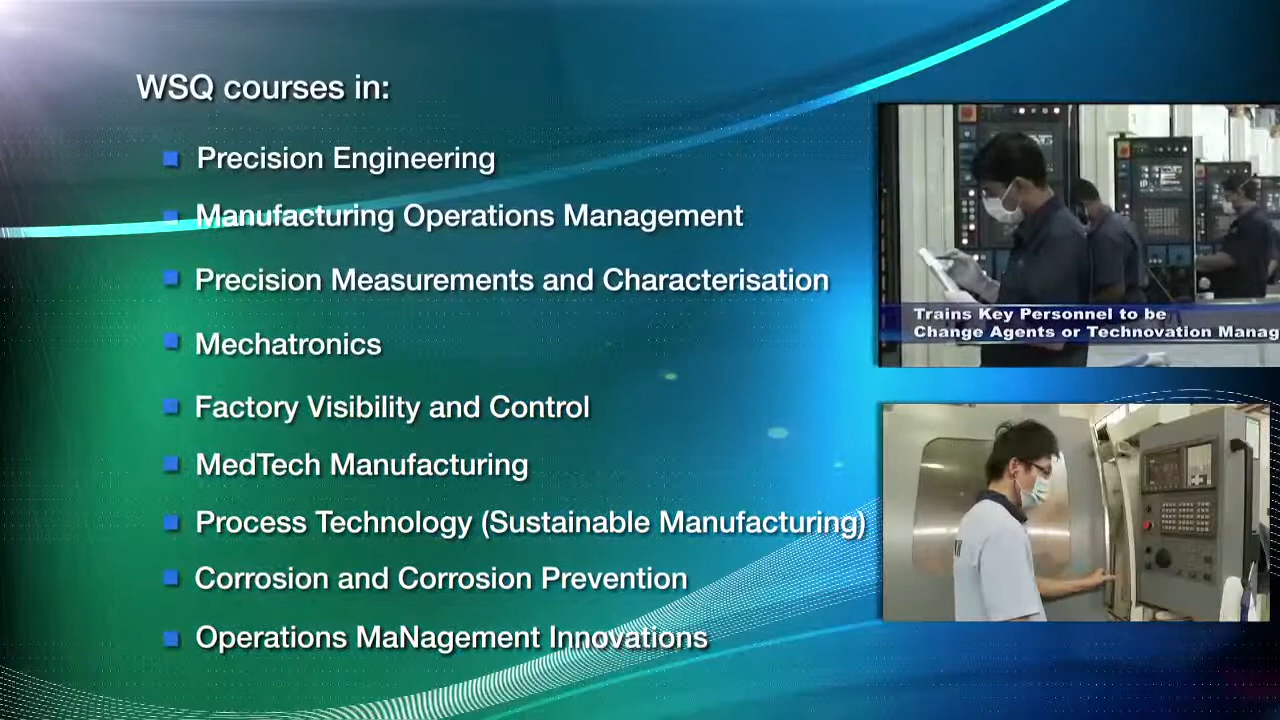 WSQ courses in:
Precision Engineering
Manufacturing Operations Management
Precision Measurements and Characterisation
Mechatronics
Factory Visibility and Control
MedTech Manufacturing
Process Technology (Sustainable Manufacturing)
Corrosion and Corrosion Prevention
Operations MaNagement Innovations
Trains Key Personnel to be
Change Agents or Technovation Manag